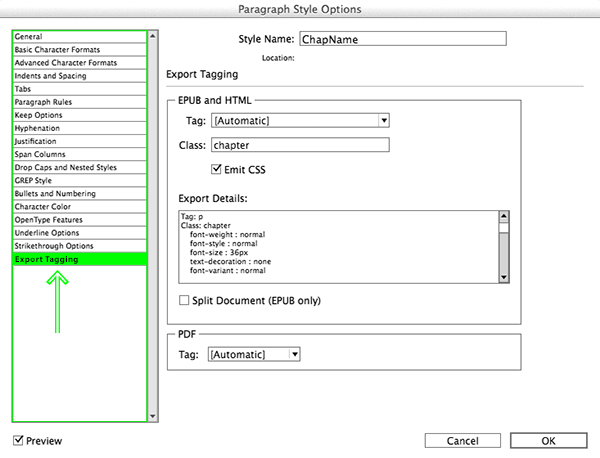 Paragraph Style Options
General
Basic Character Formats
Advanced Character Formats
Indents and Spacing
Tabs
Paragraph Rules
Keep Options
Hyphenation
Justification
Span Columns
Drop Caps and Nested Styles
GREP Style
Bullets and Numbering
Character Color
OpenType Features
Underline Options
Strikethrough Options
Export Tagging
Style Name: ChapName
Location:
Export Tagging
EPUB and HTML
Tag: [Automatic]
Class: chapter
Emit CSS
Export Details:
Tag: p
Class: chapter
font-weight : normal
font-style : normal
font-size : 36px
text-decoration : none
font-variant : normal
Split Document (EPUB only)
PDF
Tag: [Automatic]
Preview
Cancel
OK